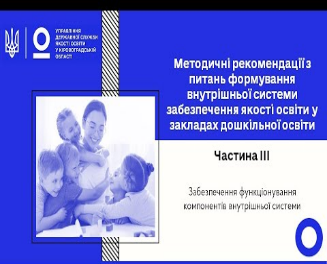 УПРАВЛІННЯ
ДЕРЖАВНОЇ СЛУЖБИ
ЯКОСТІ ОСВІТИ
У КІРОВОГРАДСЬКІЙ
ОБЛАСТІ
Методичні рекомендації з
питань формування
внутрішньої системи
забезпечення якості освіти у
закладах дошкільної освіти
Частина III
Забезпечення функціонування
компонентів внутрішньої системи